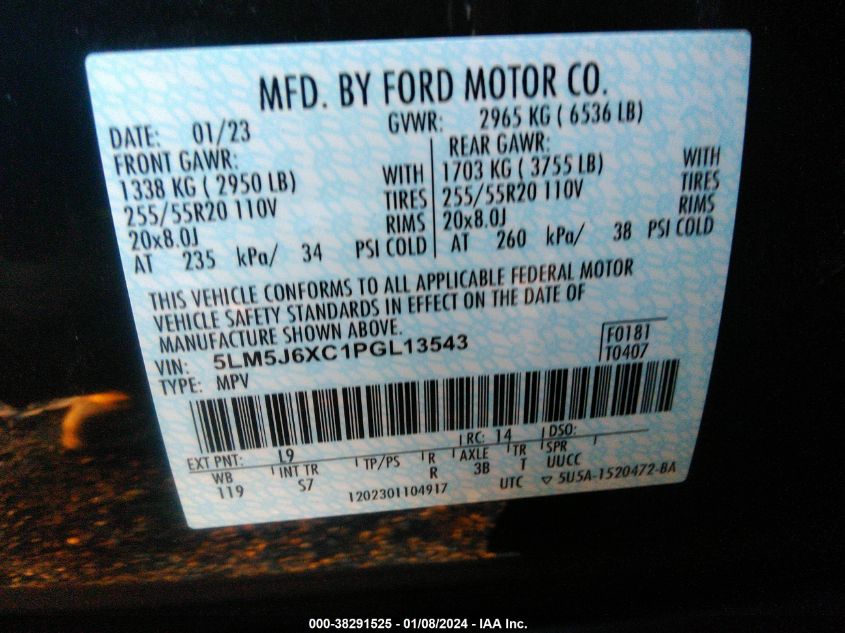 MFD. BY FORD MOTOR CO.
DATE: 01/23 GVWR: 2965 KG ( 6536 LB)
FRONT GAWR: REAR GAWR:
1338 KG ( 2950 LB) WITH 1703 KG ( 3755 LB) WITH
255/55R20 110V TIRES 255/55R20 110V TIRES
20x8.0J RIMS 20x8.0J RIMS
AT 235 kPa/ 34 PSI COLD AT 260 kPa/ 38 PSI COLD
THIS VEHICLE CONFORMS TO ALL APPLICABLE FEDERAL MOTOR
VEHICLE SAFETY STANDARDS IN EFFECT ON THE DATE OF
MANUFACTURE SHOWN ABOVE.
VIN: 5LM5J6XC1PGL13543 F0181
TYPE: MPV T0407
EXT PNT: L9 RC: 14 DSO:
WB INT TR TP/PS R AXLE TR SPR
119 S7 R 3B T UUCC
1202301104917 UTC ▽ 5U5A-1520472-BA
000-38291525 - 01/08/2024 - IAA Inc.